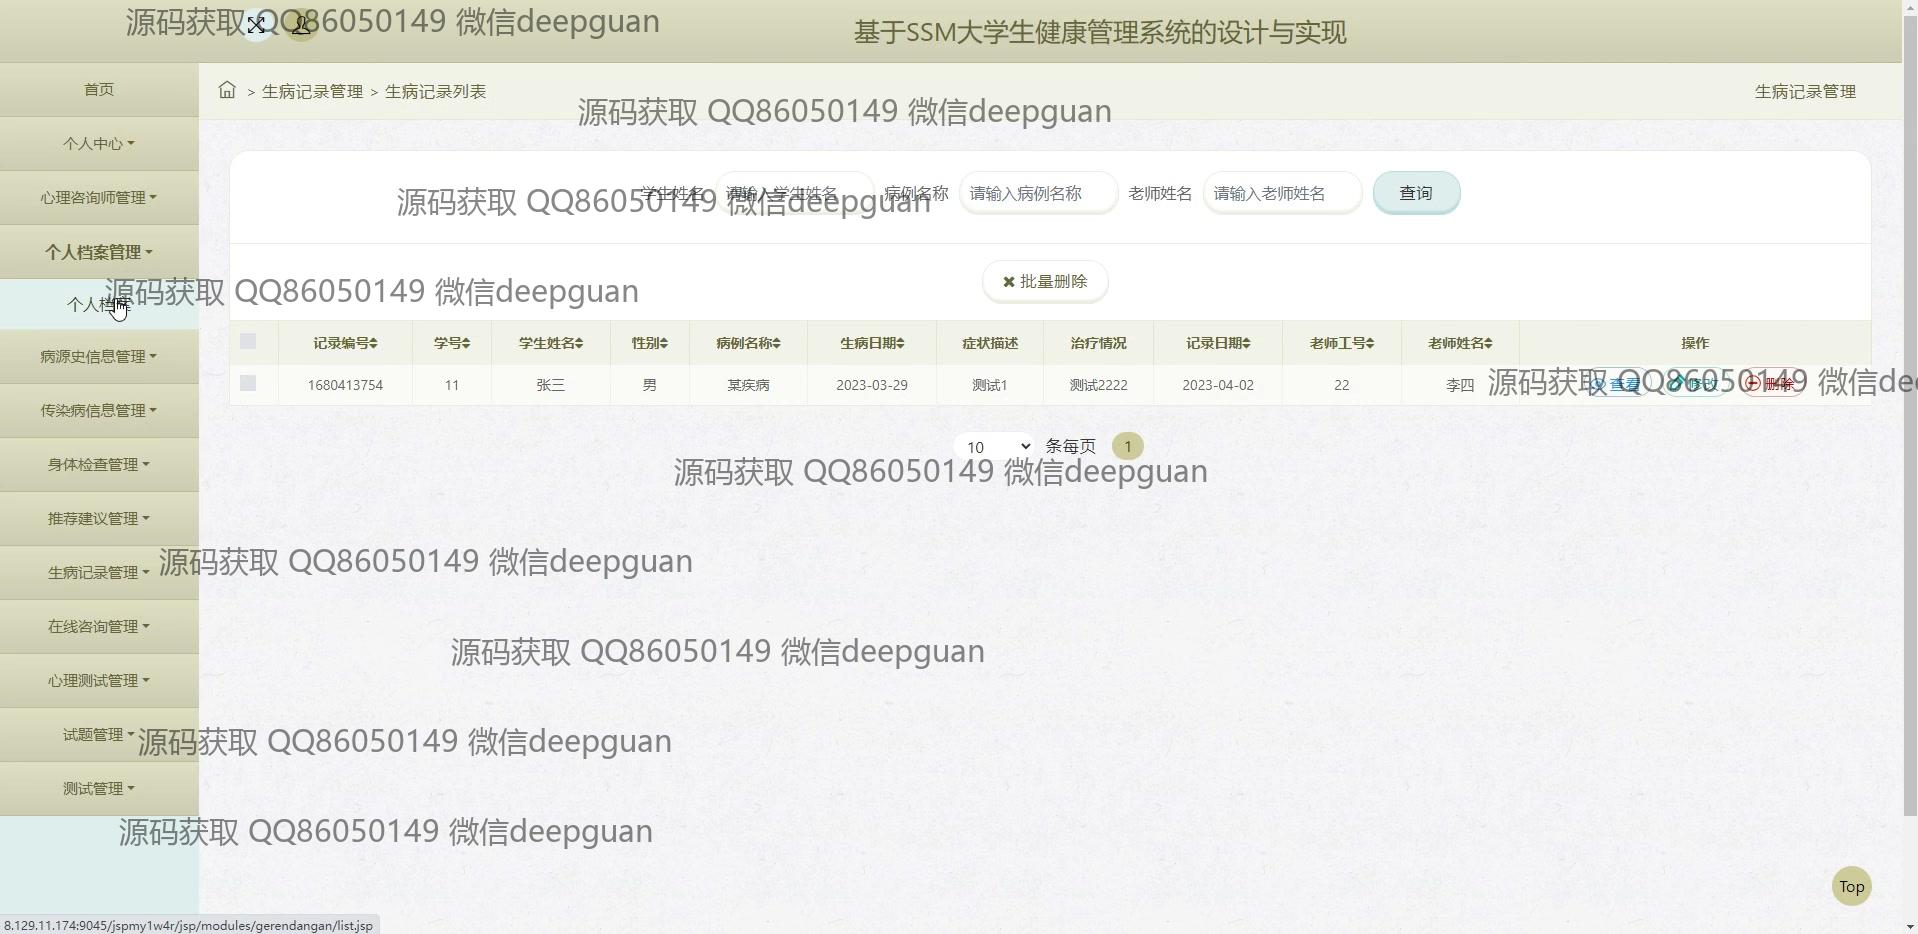 源码获取 QQ86050149 微信deepguan
基于SSM大学生健康管理系统的设计与实现
首页
个人中心
心理咨询师管理
个人档案管理
个人档案
病源史信息管理
传染病信息管理
身体检查管理
推荐建议管理
生病记录管理
在线咨询管理
心理测试管理
试题管理
测试管理
> 生病记录管理 > 生病记录列表
生病记录管理
源码获取 QQ86050149 微信deepguan
学生姓名 请输入学生姓名 病例名称 请输入病例名称 老师姓名 请输入老师姓名 查询
源码获取 QQ86050149 微信deepguan
批量删除
源码获取 QQ86050149 微信deepguan
记录编号 学号 学生姓名 性别 病例名称 生病日期 症状描述 治疗情况 记录日期 老师工号 老师姓名 操作
1680413754 11 张三 男 某疾病 2023-03-29 测试1 测试2222 2023-04-02 22 李四 查看 修改 删除
源码获取 QQ86050149 微信dee
10 条每页 1
源码获取 QQ86050149 微信deepguan
源码获取 QQ86050149 微信deepguan
源码获取 QQ86050149 微信deepguan
源码获取 QQ86050149 微信deepguan
源码获取 QQ86050149 微信deepguan
Top
8.129.11.174:9045/jspmy1w4r/jsp/modules/gerendangan/list.jsp